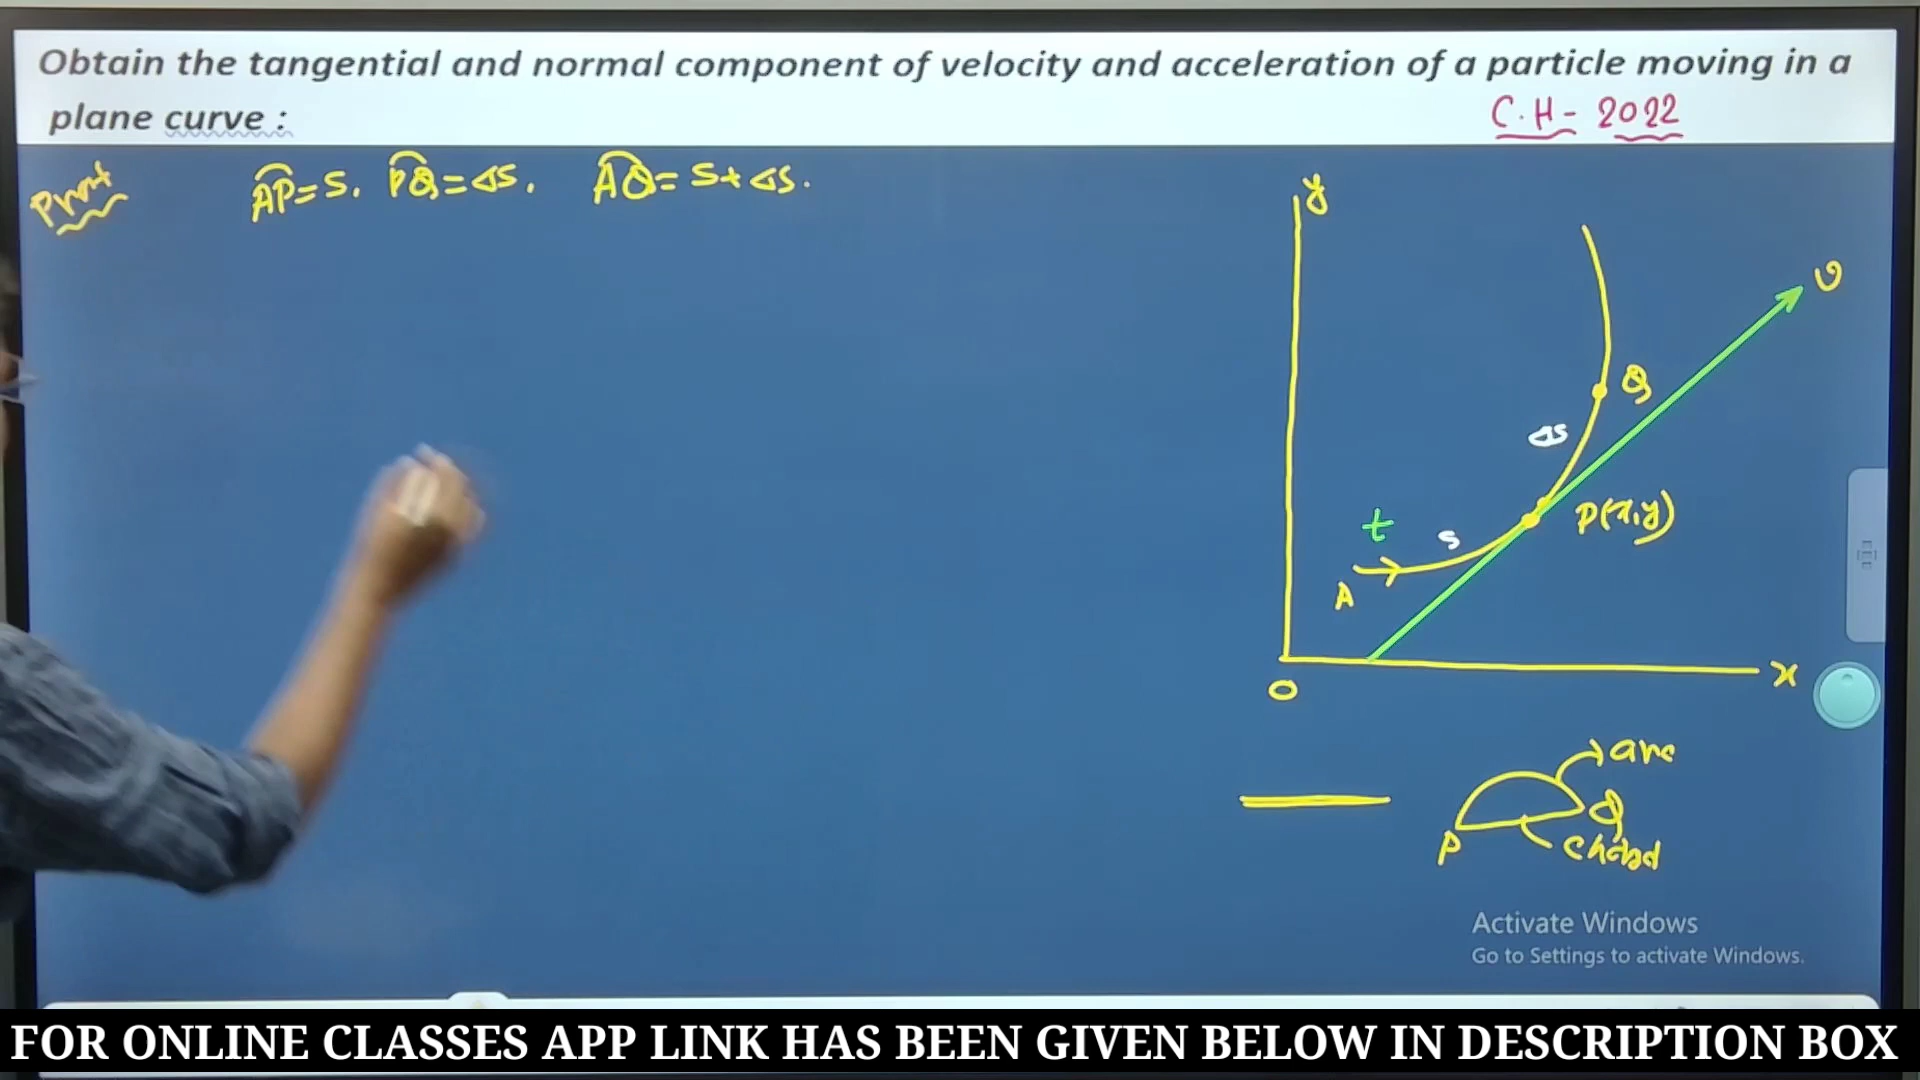 Obtain the tangential and normal component of velocity and acceleration of a particle moving in a
plane curve :
C.H- 2022
Proof
AP=S. PQ=ΔS. AQ=S+ΔS.
y
v
Q
ΔS
t
S
P(x,y)
A
O
x
arc
P
Q
Chord
Activate Windows
Go to Settings to activate Windows.
FOR ONLINE CLASSES APP LINK HAS BEEN GIVEN BELOW IN DESCRIPTION BOX